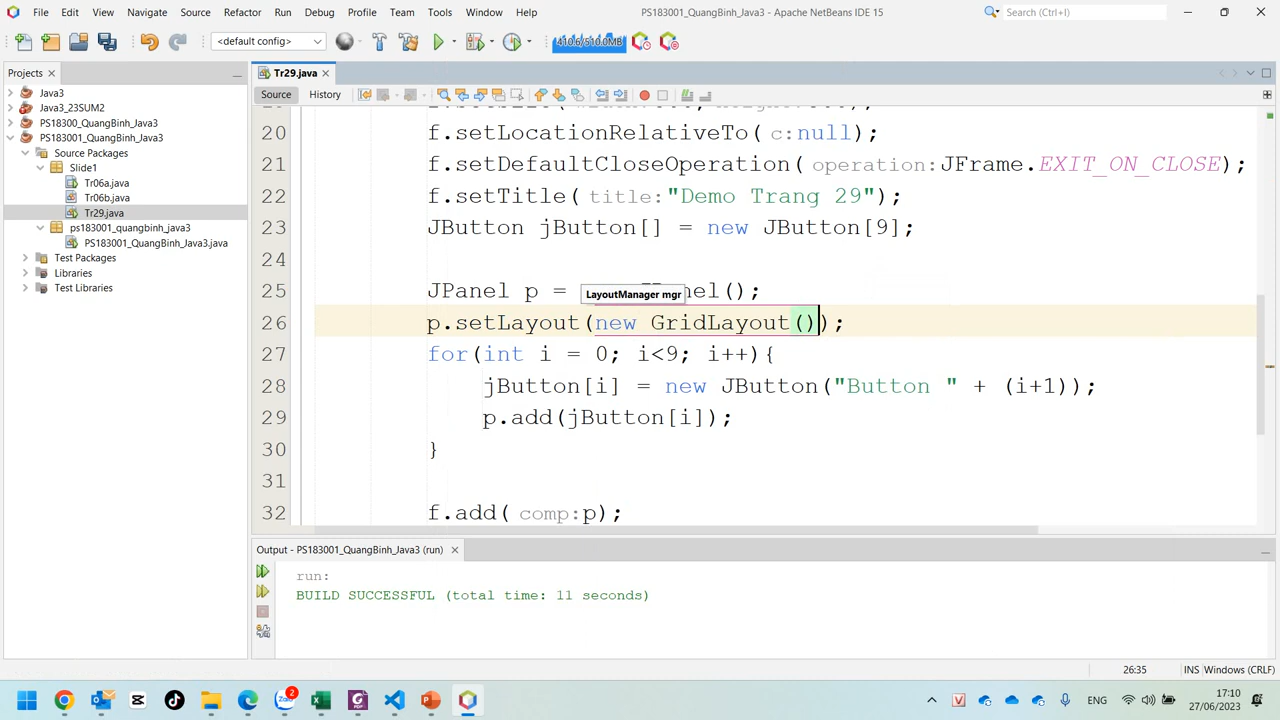 File Edit View Navigate Source Refactor Run Debug Profile Team Tools Window Help
PS183001_QuangBinh_Java3 - Apache NetBeans IDE 15
Search (Ctrl+I)
<default config>
410.6/510.0MB
Projects
Tr29.java
Source History
Java3
Java3_23SUM2
PS18300_QuangBinh_Java3
PS183001_QuangBinh_Java3
Source Packages
Slide1
Tr06a.java
Tr06b.java
Tr29.java
ps183001_quangbinh_java3
PS183001_QuangBinh_Java3.java
Test Packages
Libraries
Test Libraries
20 f.setLocationRelativeTo( c:null);
21 f.setDefaultCloseOperation( operation:JFrame.EXIT_ON_CLOSE);
22 f.setTitle( title:"Demo Trang 29");
23 JButton jButton[] = new JButton[9];
24
25 JPanel p = nel();
LayoutManager mgr
26 p.setLayout(new GridLayout());
27 for(int i = 0; i<9; i++){
28 jButton[i] = new JButton("Button " + (i+1));
29 p.add(jButton[i]);
30 }
31
32 f.add( comp:p);
Output - PS183001_QuangBinh_Java3 (run)
run:
BUILD SUCCESSFUL (total time: 11 seconds)
26:35 INS Windows (CRLF)
2
ENG
17:10
27/06/2023